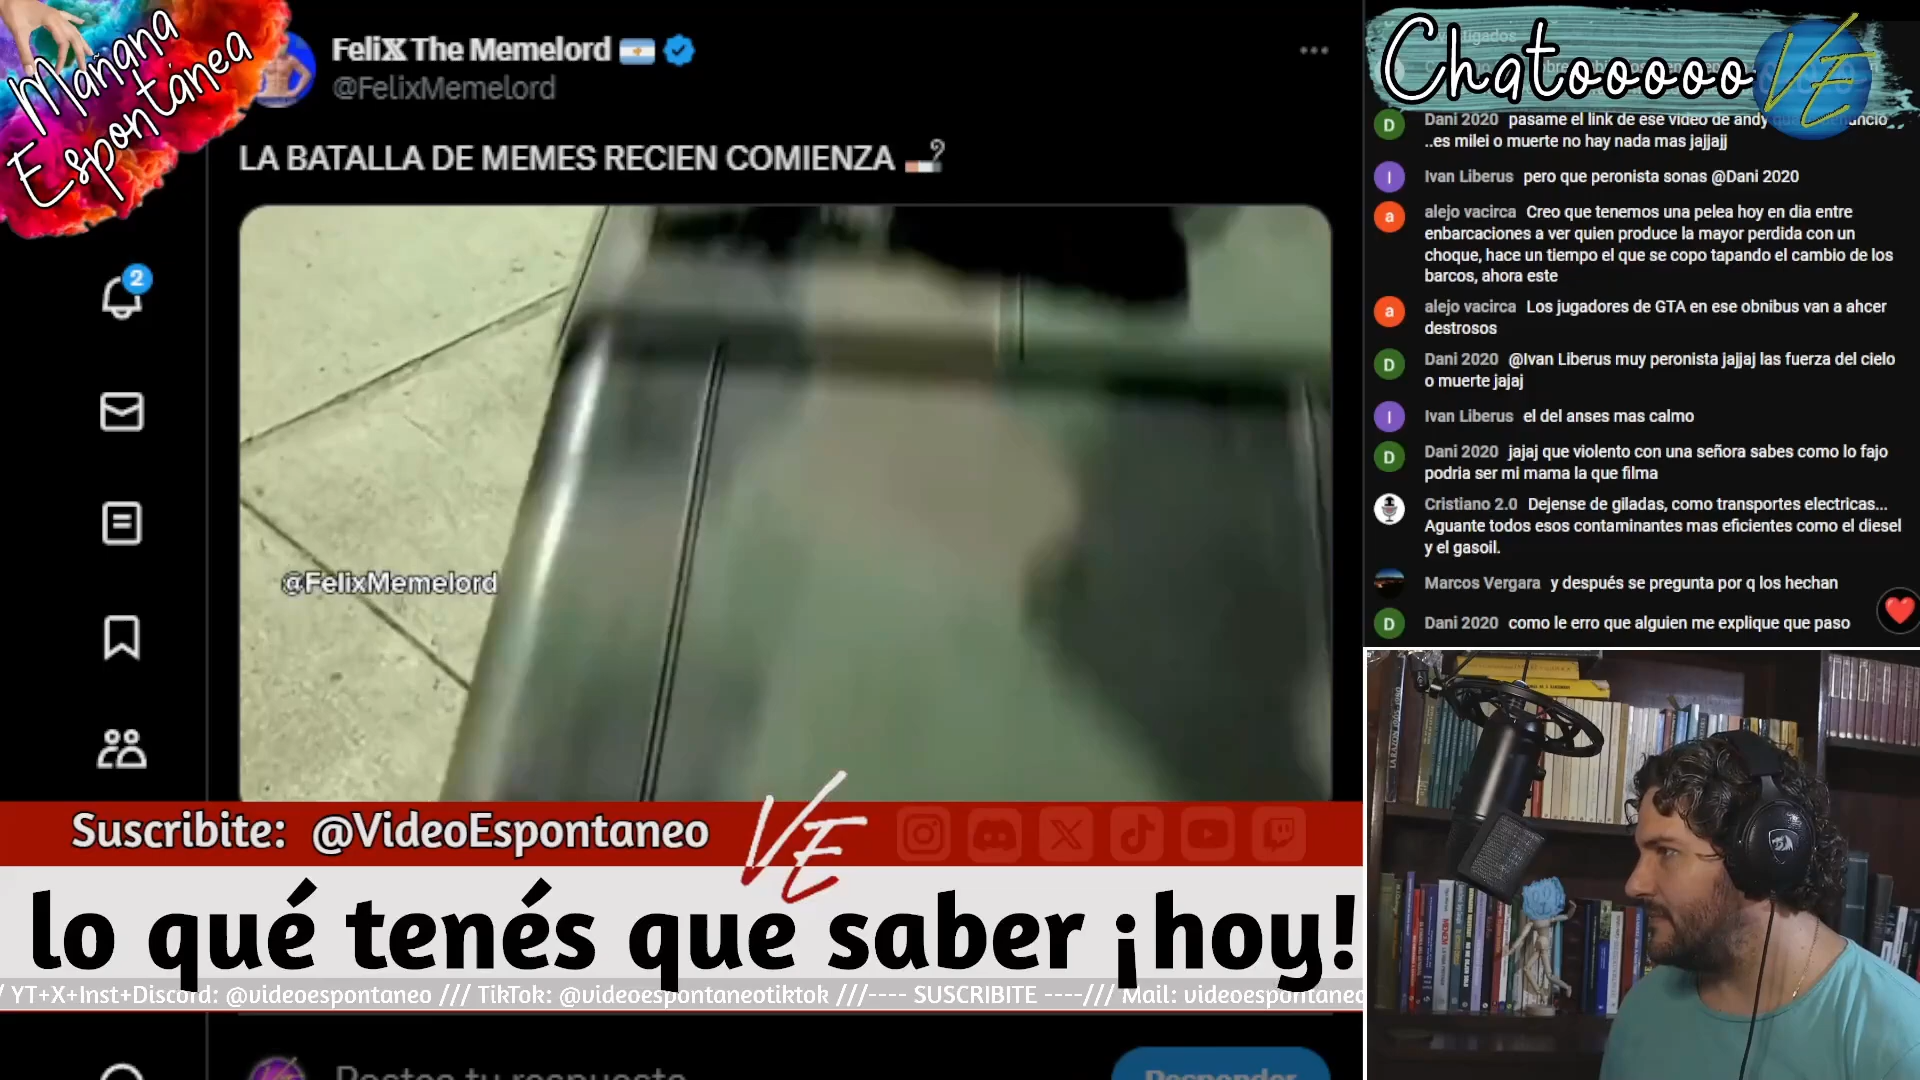 Mañana
Espontánea
FeliX The Memelord
@FelixMemelord
LA BATALLA DE MEMES RECIEN COMIENZA
2
@FelixMemelord
Suscribite: @VideoEspontaneo
VE
lo qué tenés que saber ¡hoy!
/ YT+X+Inst+Discord: @videoespontaneo /// TikTok: @videoespontaneotiktok ///---- SUSCRIBITE ----/// Mail: videoespontaneo
Postea tu respuesta
Responder
Chatooooo VE
Dani 2020 pasame el link de ese video de andy
..es milei o muerte no hay nada mas jajjajj
Ivan Liberus pero que peronista sonas @Dani 2020
alejo vacirca Creo que tenemos una pelea hoy en dia entre
enbarcaciones a ver quien produce la mayor perdida con un
choque, hace un tiempo el que se copo tapando el cambio de los
barcos, ahora este
alejo vacirca Los jugadores de GTA en ese obnibus van a ahcer
destrosos
Dani 2020 @Ivan Liberus muy peronista jajjaj las fuerza del cielo
o muerte jajaj
Ivan Liberus el del anses mas calmo
Dani 2020 jajaj que violento con una señora sabes como lo fajo
podria ser mi mama la que filma
Cristiano 2.0 Dejense de giladas, como transportes electricas...
Aguante todos esos contaminantes mas eficientes como el diesel
y el gasoil.
Marcos Vergara y después se pregunta por q los hechan
Dani 2020 como le erro que alguien me explique que paso